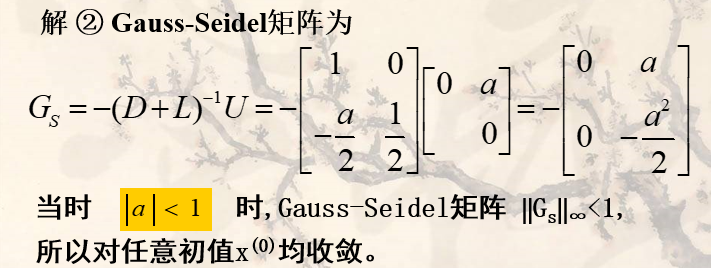 解 ② Gauss-Seidel矩阵为
G_S = -(D+L)^{-1}U = -\begin{bmatrix} 1 & 0 \\ -\frac{a}{2} & \frac{1}{2} \end{bmatrix} \begin{bmatrix} 0 & a \\ & 0 \end{bmatrix} = -\begin{bmatrix} 0 & a \\ 0 & -\frac{a^2}{2} \end{bmatrix}
当时 |a| < 1 时,Gauss-Seidel矩阵 ‖G_s‖_∞<1,
所以对任意初值x^{(0)}均收敛。